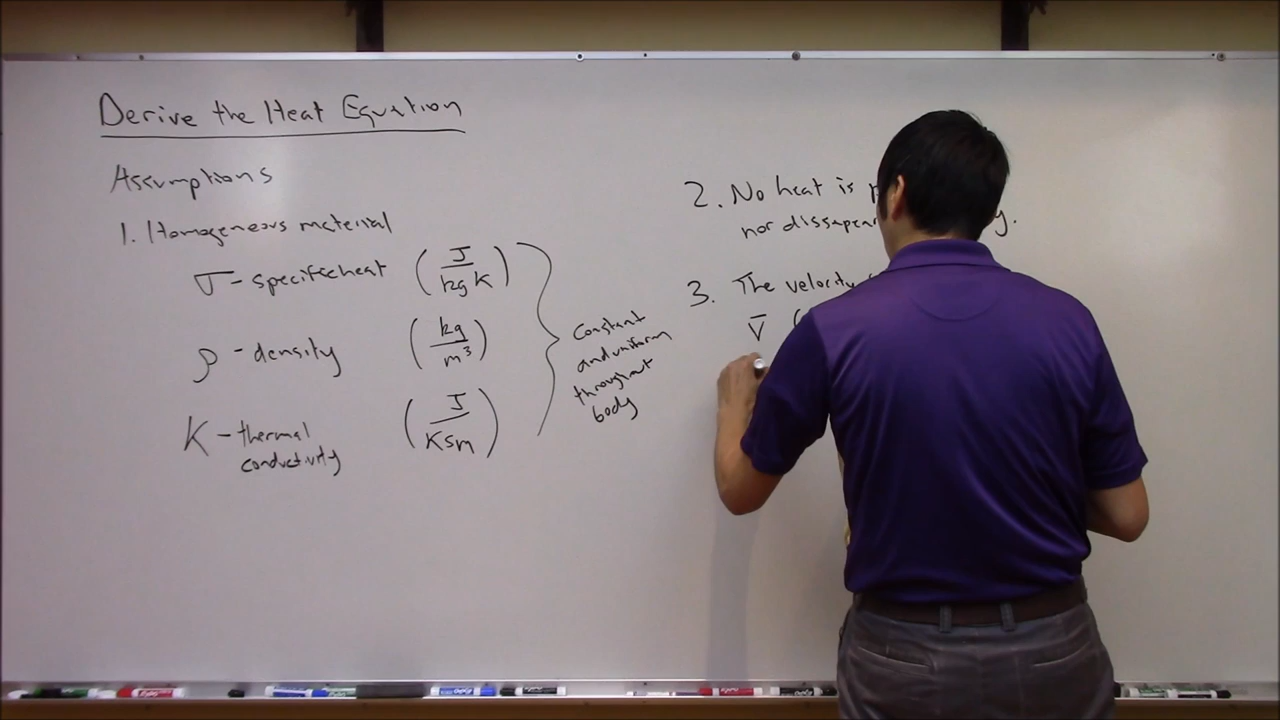 Derive the Heat Equation
Assumptions
1. Homogeneous material
σ - specific heat (J / kg K)
ρ - density (kg / m³)
K - thermal
conductivity (J / K s m)
Constant
and uniform
throughout
body
2. No heat is
nor dissapear
3. The velocity
V̄ (